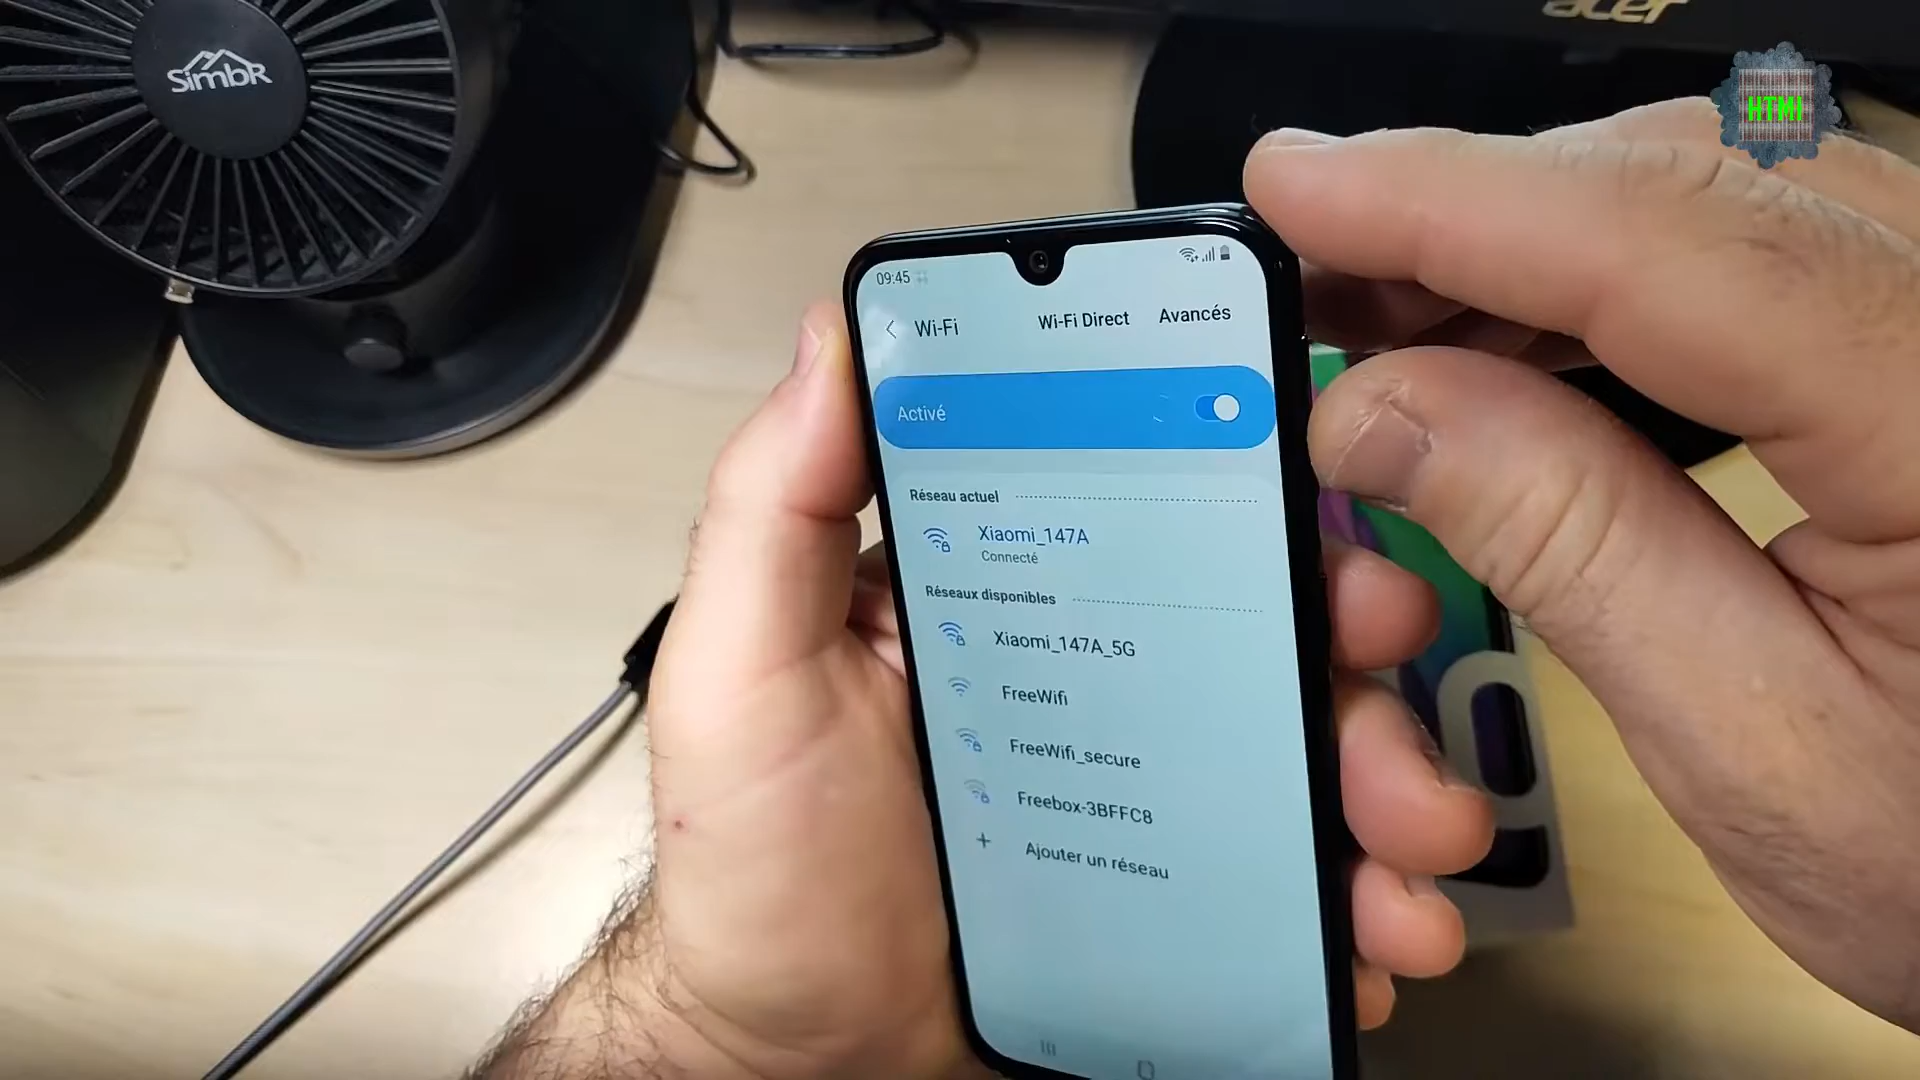 SimbR
acer
HTMI
09:45
Wi-Fi
Wi-Fi Direct
Avancés
Activé
Réseau actuel
Xiaomi_147A
Connecté
Réseaux disponibles
Xiaomi_147A_5G
FreeWifi
FreeWifi_secure
Freebox-3BFFC8
+ Ajouter un réseau